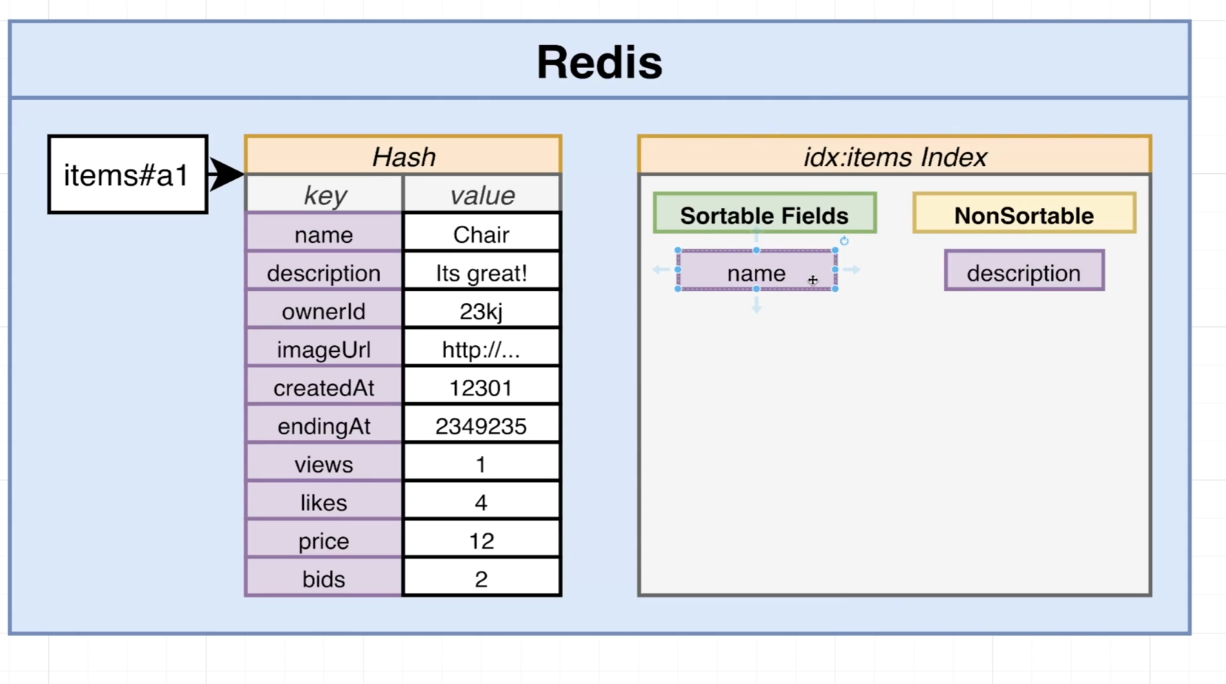 Redis
items#a1
Hash
key value
name Chair
description Its great!
ownerId 23kj
imageUrl http://...
createdAt 12301
endingAt 2349235
views 1
likes 4
price 12
bids 2
idx:items Index
Sortable Fields NonSortable
name description